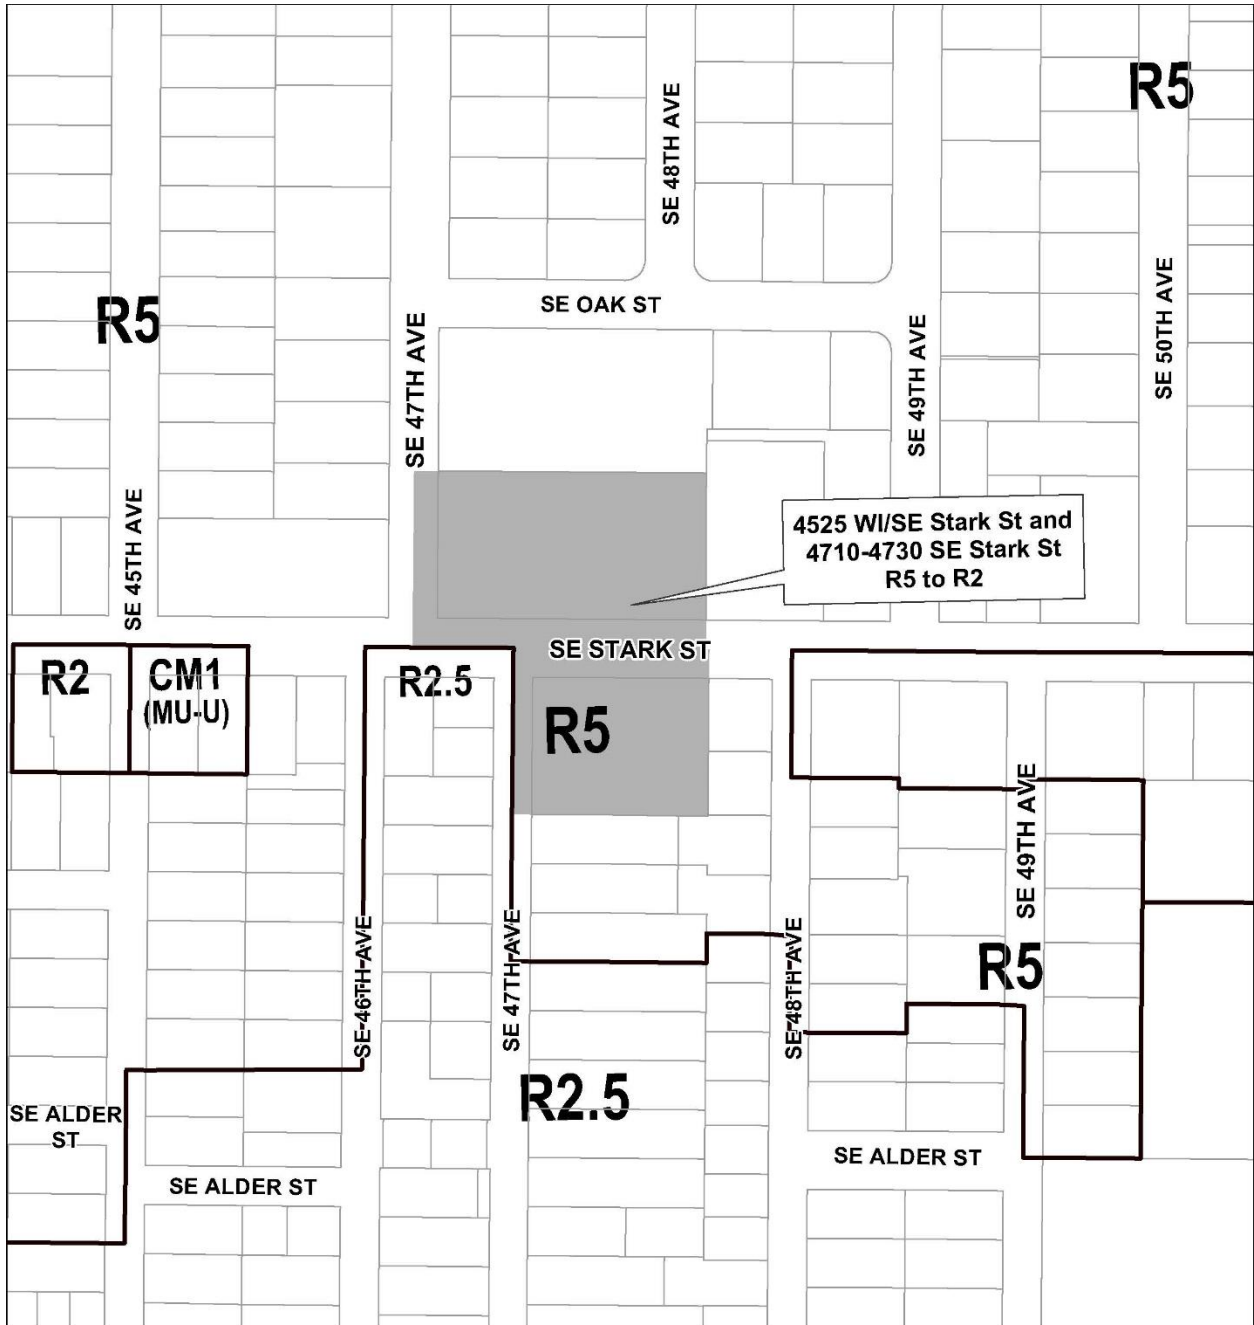 R5
SE 48TH AVE
SE OAK ST
R5
SE 47TH AVE
SE 49TH AVE
SE 50TH AVE
SE 45TH AVE
4525 WI/SE Stark St and
4710-4730 SE Stark St
R5 to R2
SE STARK ST
R2
CM1
(MU-U)
R2.5
R5
SE 49TH AVE
SE 46TH AVE
SE 47TH AVE
SE 48TH AVE
R5
R2.5
SE ALDER
ST
SE ALDER ST
SE ALDER ST